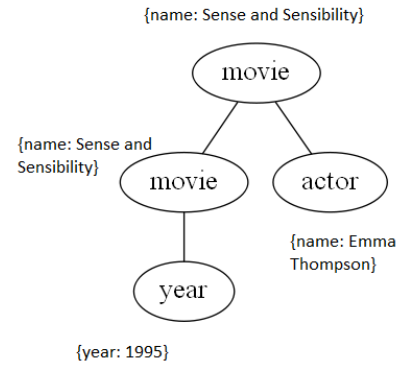 {name: Sense and Sensibility}
movie
{name: Sense and
Sensibility}
movie
actor
{name: Emma
Thompson}
year
{year: 1995}